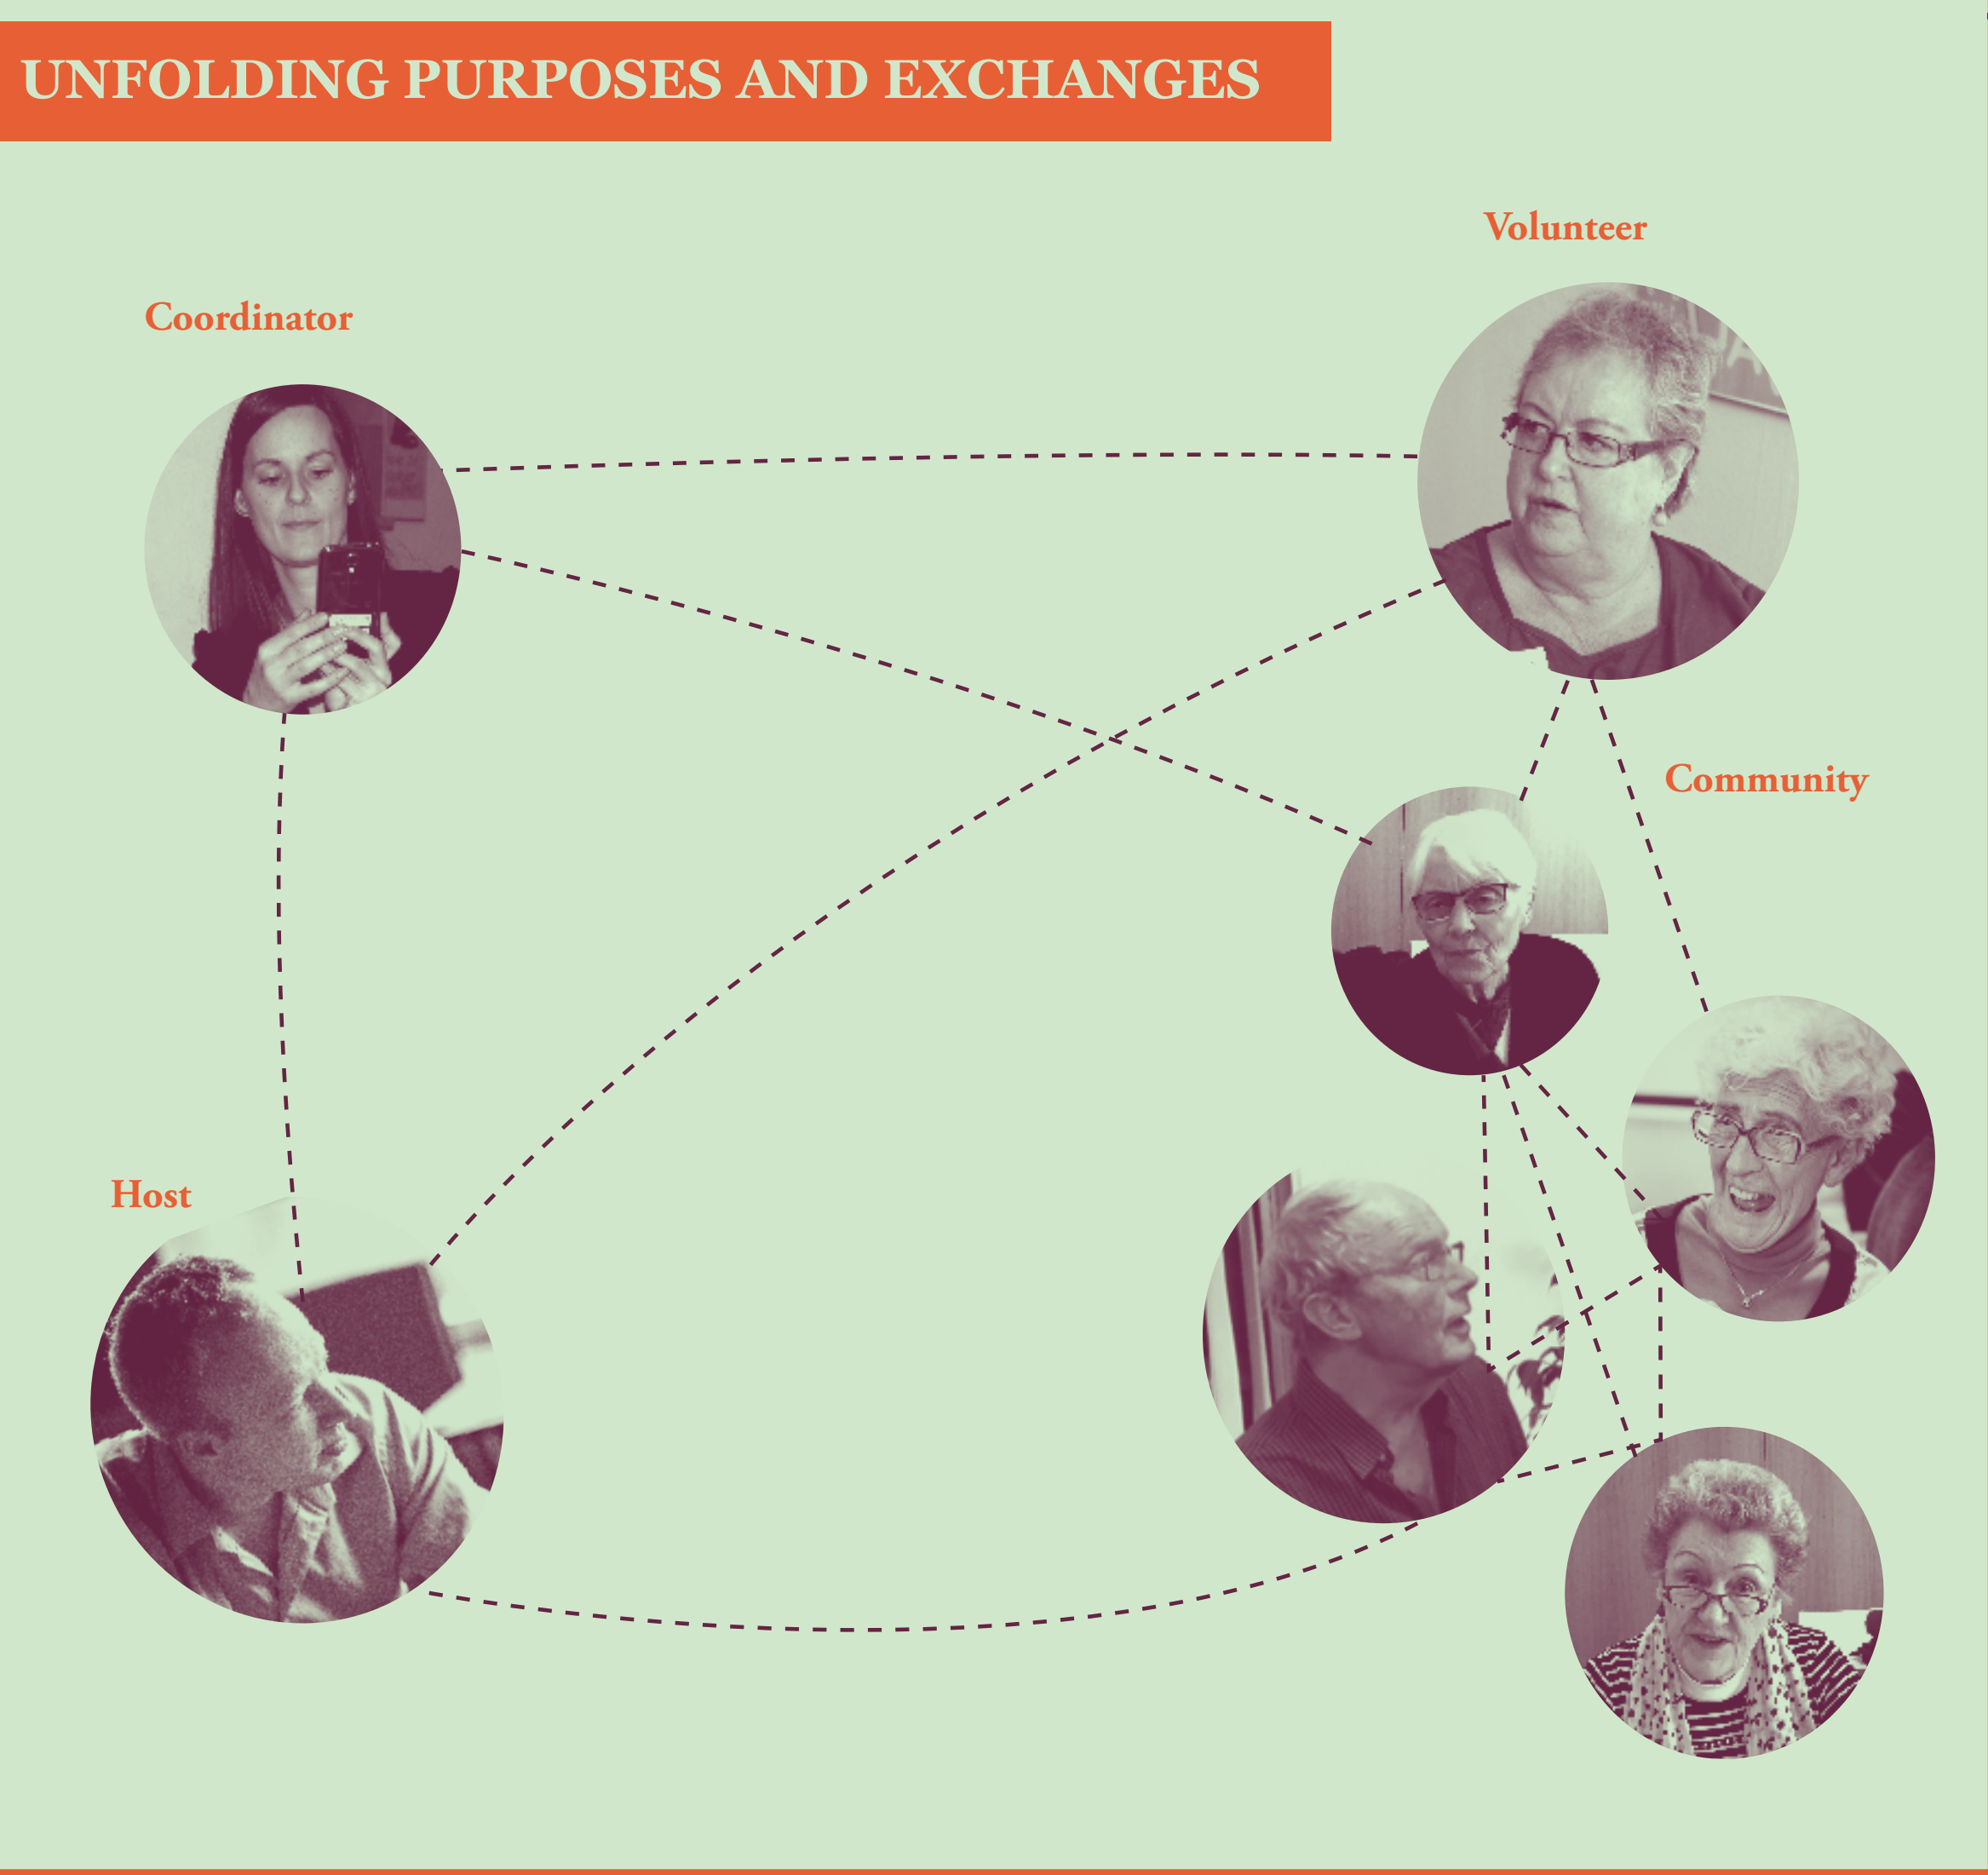 UNFOLDING PURPOSES AND EXCHANGES
Volunteer
Coordinator
Community
Host